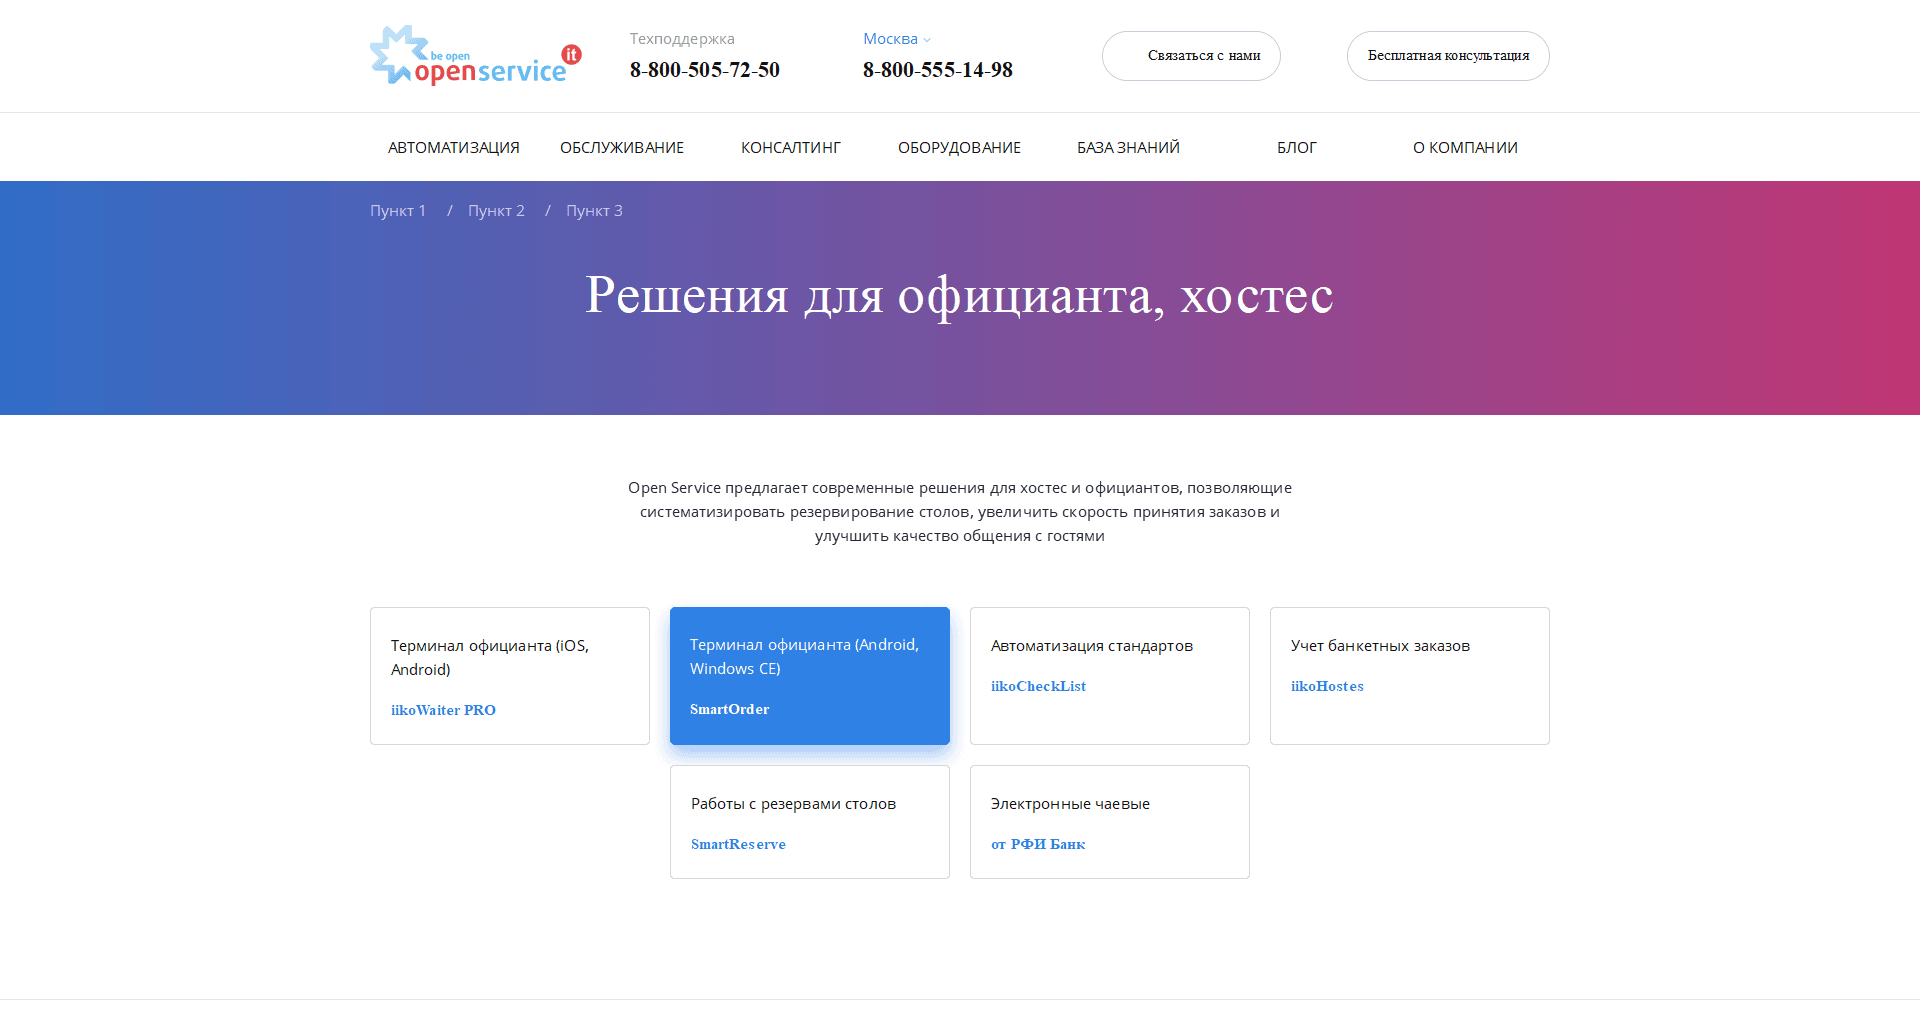 be open
openservice it
Техподдержка
8-800-505-72-50
Москва
8-800-555-14-98
Связаться с нами
Бесплатная консультация
АВТОМАТИЗАЦИЯ ОБСЛУЖИВАНИЕ КОНСАЛТИНГ ОБОРУДОВАНИЕ БАЗА ЗНАНИЙ БЛОГ О КОМПАНИИ
Пункт 1 / Пункт 2 / Пункт 3
Решения для официанта, хостес
Open Service предлагает современные решения для хостес и официантов, позволяющие
систематизировать резервирование столов, увеличить скорость принятия заказов и
улучшить качество общения с гостями
Терминал официанта (iOS,
Android)
iikoWaiter PRO
Терминал официанта (Android,
Windows CE)
SmartOrder
Автоматизация стандартов
iikoCheckList
Учет банкетных заказов
iikoHostes
Работы с резервами столов
SmartReserve
Электронные чаевые
от РФИ Банк